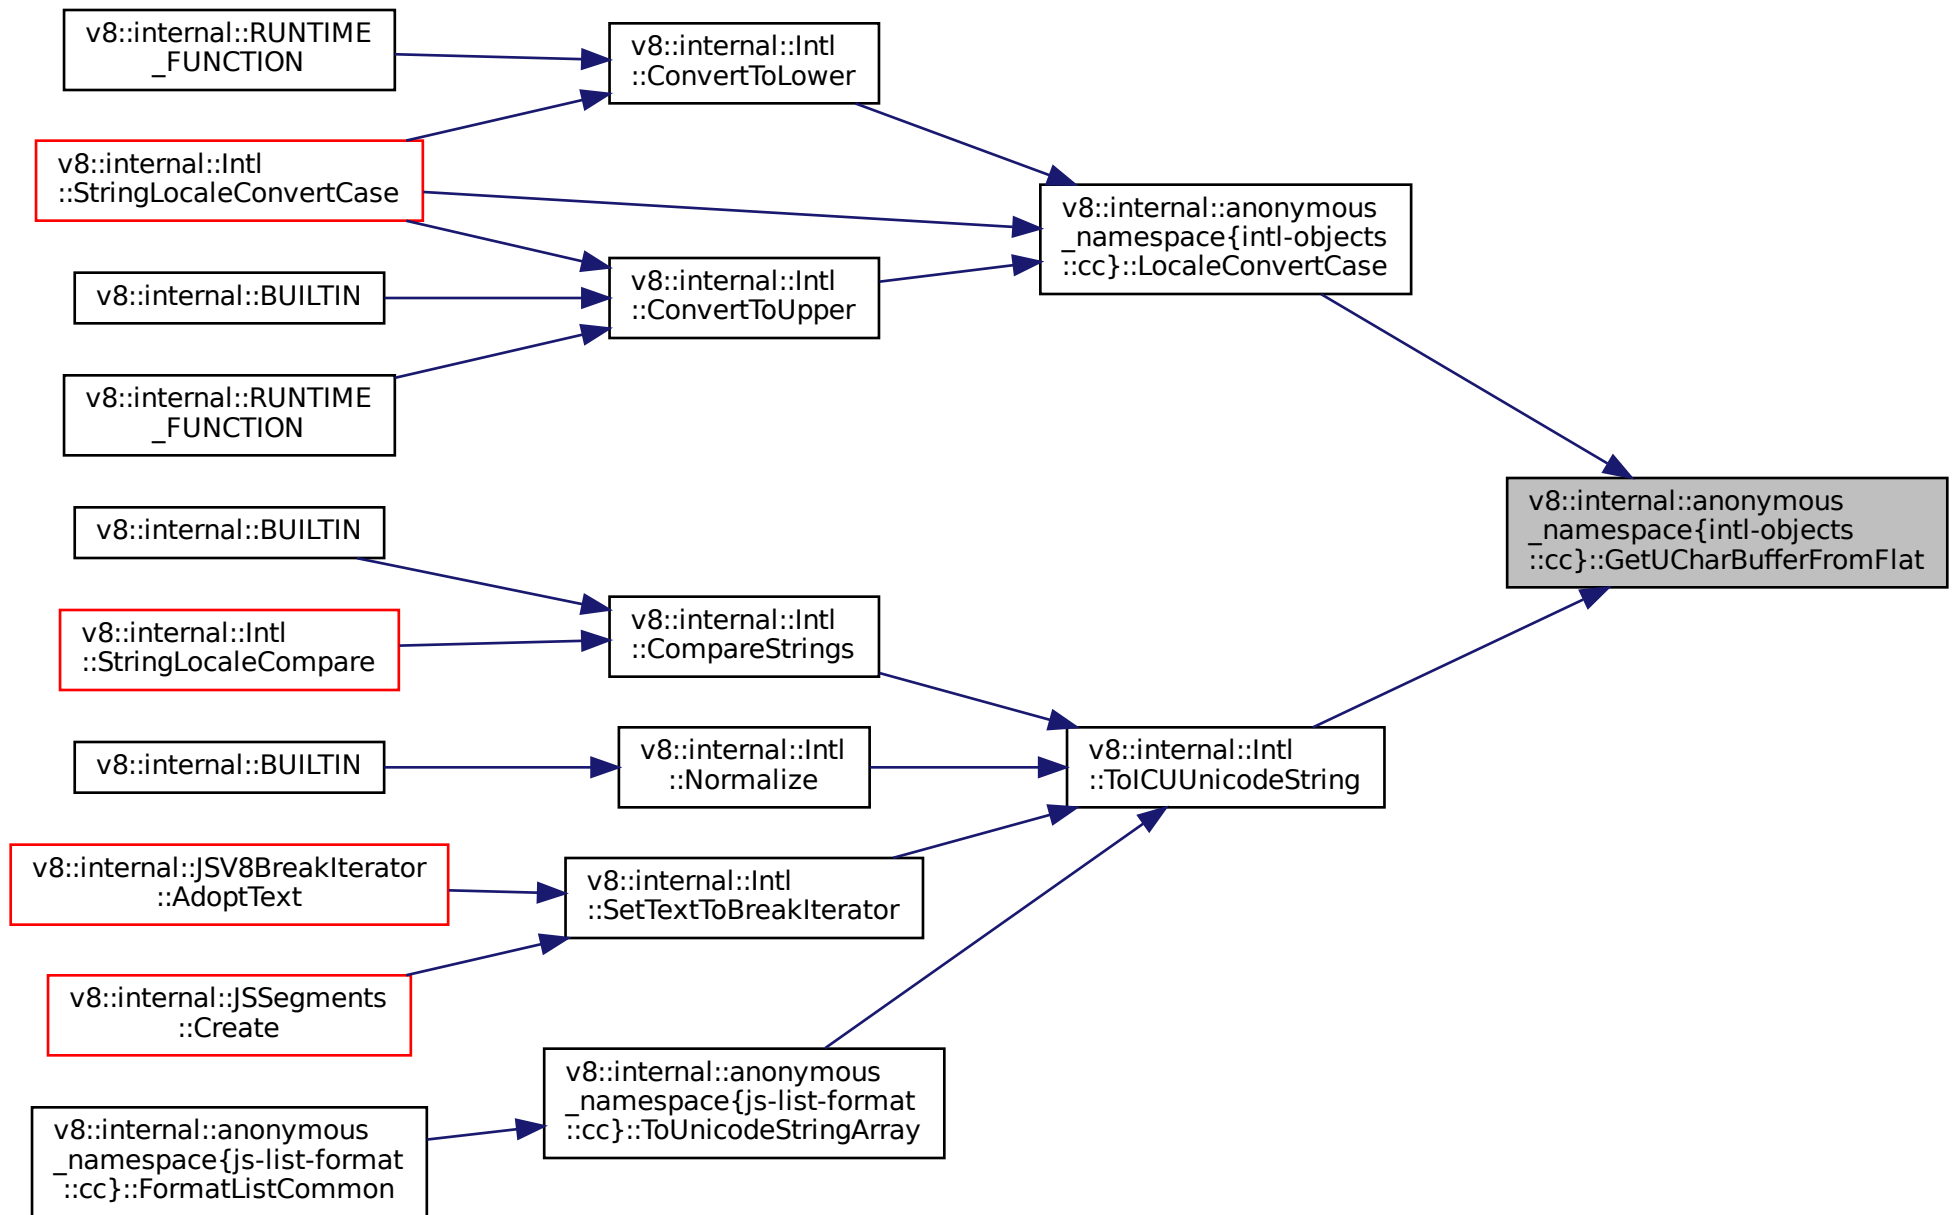 v8::internal::RUNTIME
_FUNCTION
v8::internal::Intl
::StringLocaleConvertCase
v8::internal::BUILTIN
v8::internal::RUNTIME
_FUNCTION
v8::internal::BUILTIN
v8::internal::Intl
::StringLocaleCompare
v8::internal::BUILTIN
v8::internal::JSV8BreakIterator
::AdoptText
v8::internal::JSSegments
::Create
v8::internal::anonymous
_namespace{js-list-format
::cc}::FormatListCommon
v8::internal::Intl
::ConvertToLower
v8::internal::Intl
::ConvertToUpper
v8::internal::Intl
::CompareStrings
v8::internal::Intl
::Normalize
v8::internal::Intl
::SetTextToBreakIterator
v8::internal::anonymous
_namespace{js-list-format
::cc}::ToUnicodeStringArray
v8::internal::anonymous
_namespace{intl-objects
::cc}::LocaleConvertCase
v8::internal::Intl
::ToICUUnicodeString
v8::internal::anonymous
_namespace{intl-objects
::cc}::GetUCharBufferFromFlat